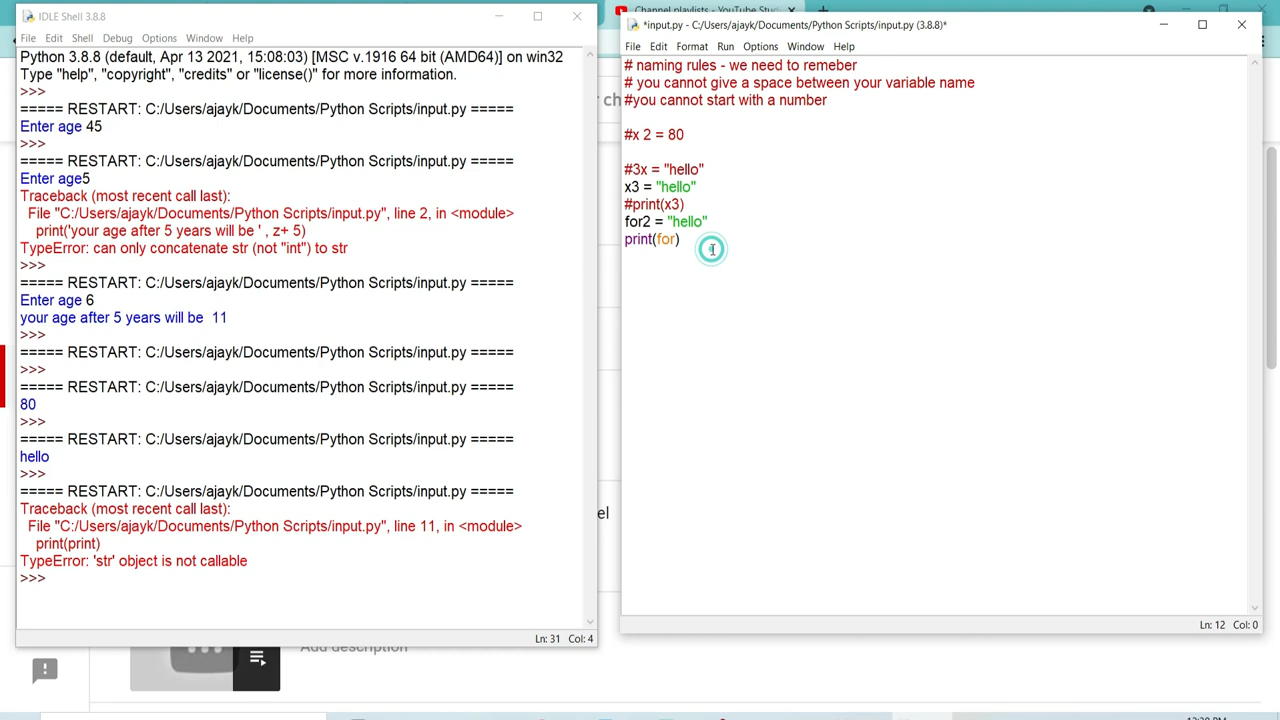 Channel playlists - YouTube Stud
IDLE Shell 3.8.8
File Edit Shell Debug Options Window Help
Python 3.8.8 (default, Apr 13 2021, 15:08:03) [MSC v.1916 64 bit (AMD64)] on win32
Type "help", "copyright", "credits" or "license()" for more information.
>>>
===== RESTART: C:/Users/ajayk/Documents/Python Scripts/input.py =====
Enter age 45
>>>
===== RESTART: C:/Users/ajayk/Documents/Python Scripts/input.py =====
Enter age5
Traceback (most recent call last):
File "C:/Users/ajayk/Documents/Python Scripts/input.py", line 2, in <module>
print('your age after 5 years will be ' , z+ 5)
TypeError: can only concatenate str (not "int") to str
>>>
===== RESTART: C:/Users/ajayk/Documents/Python Scripts/input.py =====
Enter age 6
your age after 5 years will be  11
>>>
===== RESTART: C:/Users/ajayk/Documents/Python Scripts/input.py =====
>>>
===== RESTART: C:/Users/ajayk/Documents/Python Scripts/input.py =====
80
>>>
===== RESTART: C:/Users/ajayk/Documents/Python Scripts/input.py =====
hello
>>>
===== RESTART: C:/Users/ajayk/Documents/Python Scripts/input.py =====
Traceback (most recent call last):
File "C:/Users/ajayk/Documents/Python Scripts/input.py", line 11, in <module>
print(print)
TypeError: 'str' object is not callable
>>>
Ln: 31 Col: 4
*input.py - C:/Users/ajayk/Documents/Python Scripts/input.py (3.8.8)*
File Edit Format Run Options Window Help
# naming rules - we need to remeber
# you cannot give a space between your variable name
#you cannot start with a number
#x 2 = 80
#3x = "hello"
x3 = "hello"
#print(x3)
for2 = "hello"
print(for)
Ln: 12 Col: 0
r ch
el
Add description